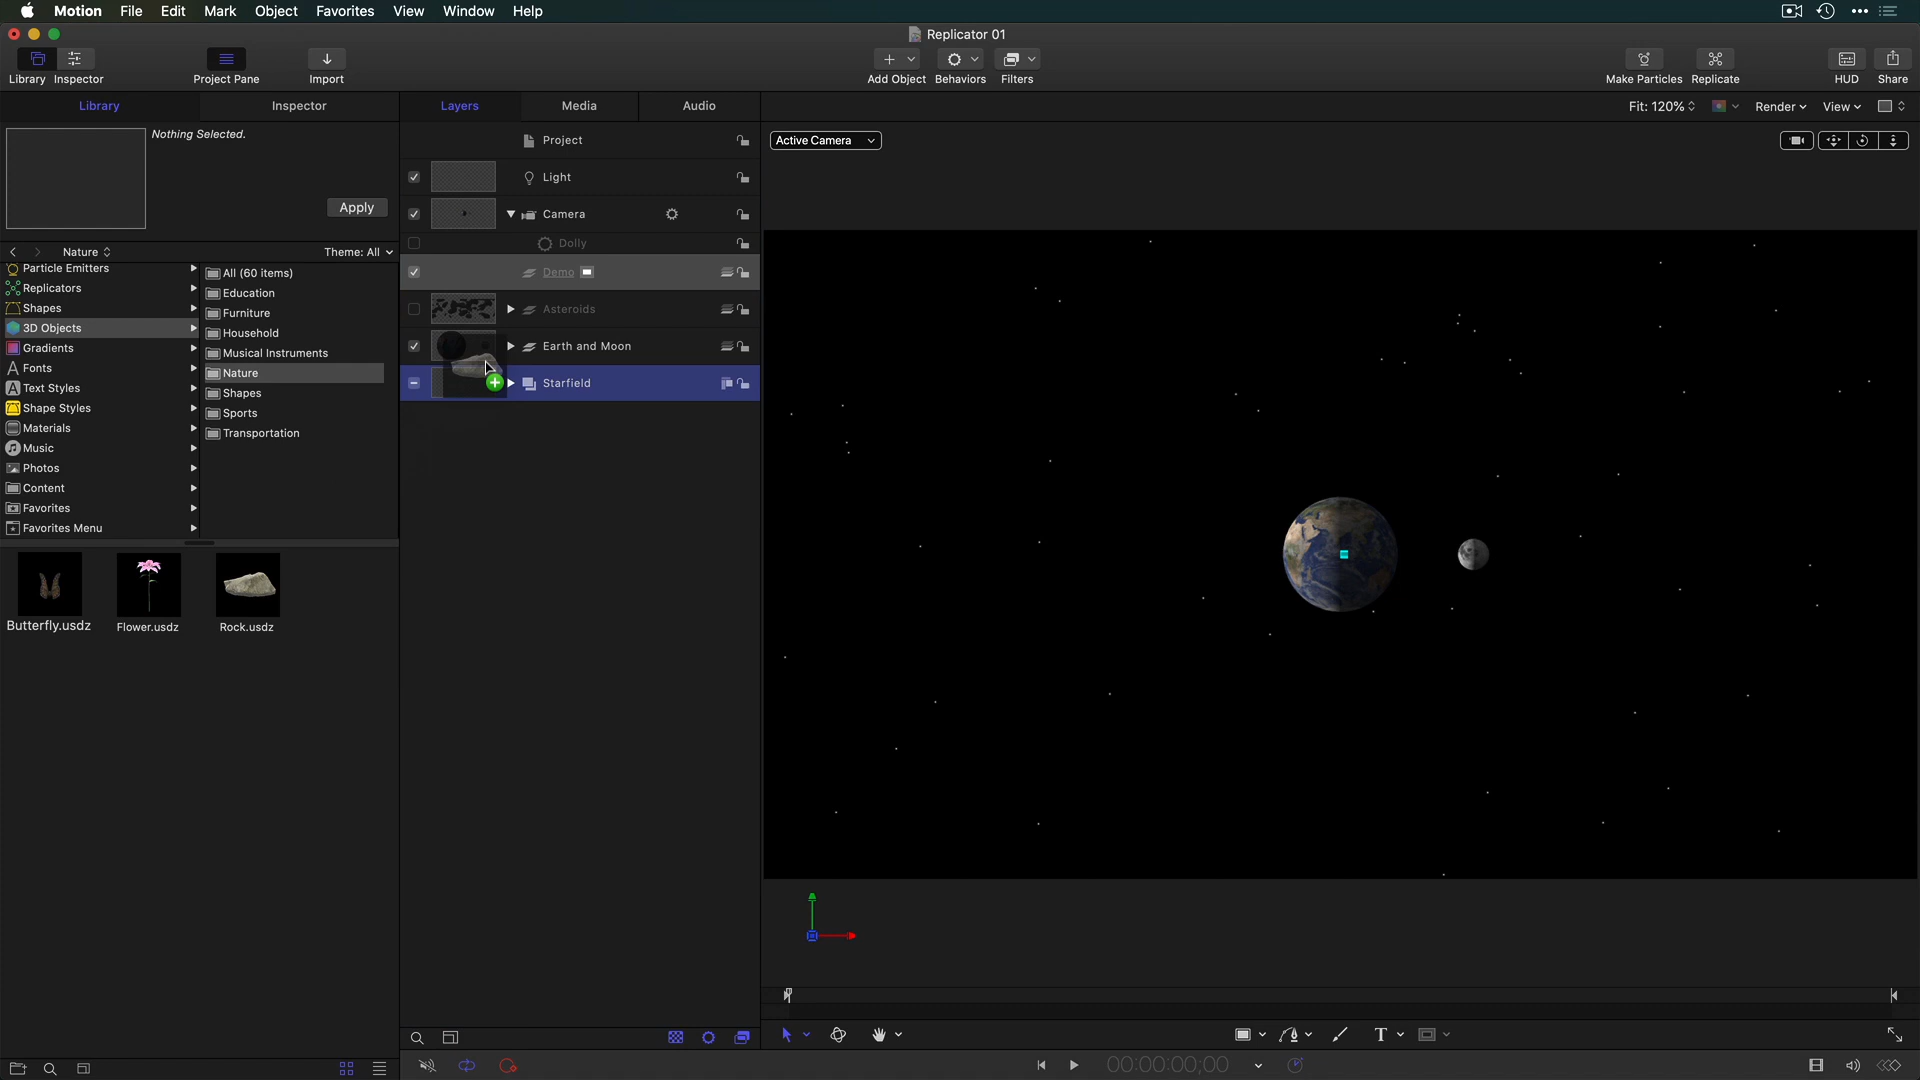 Motion File Edit Mark Object Favorites View Window Help
Replicator 01
Library Inspector Project Pane Import Add Object Behaviors Filters Make Particles Replicate HUD Share
Library Inspector Layers Media Audio Fit: 120% Render View
Nothing Selected.
Active Camera
Project
Light
Apply
Camera
Nature Theme: All
Dolly
Particle Emitters All (60 items)
Demo
Replicators Education
Shapes Furniture
Asteroids
3D Objects Household
Gradients Musical Instruments
Earth and Moon
Fonts Nature
Text Styles Shapes
Starfield
Shape Styles Sports
Materials Transportation
Music
Photos
Content
Favorites
Favorites Menu
Butterfly.usdz Flower.usdz Rock.usdz
T
00:00:00;00